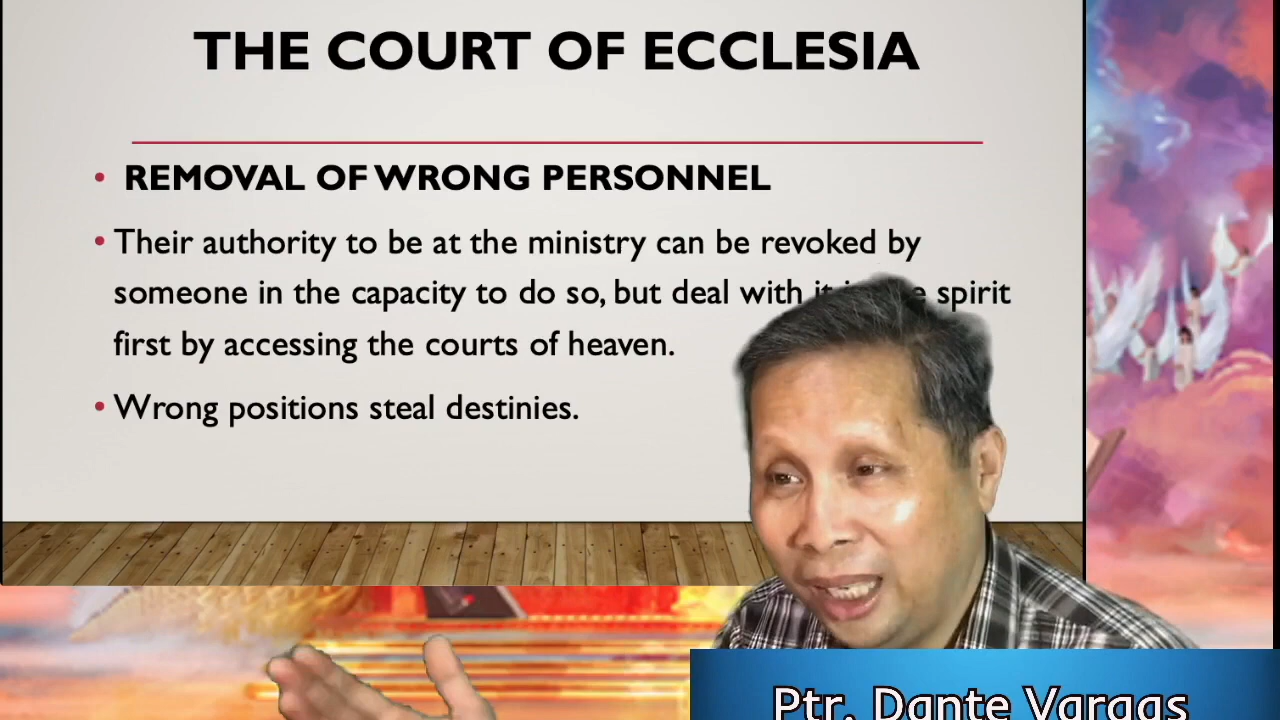 THE COURT OF ECCLESIA
• REMOVAL OF WRONG PERSONNEL
• Their authority to be at the ministry can be revoked by
someone in the capacity to do so, but deal with spirit
first by accessing the courts of heaven.
• Wrong positions steal destinies.
Ptr. Dante Vargas